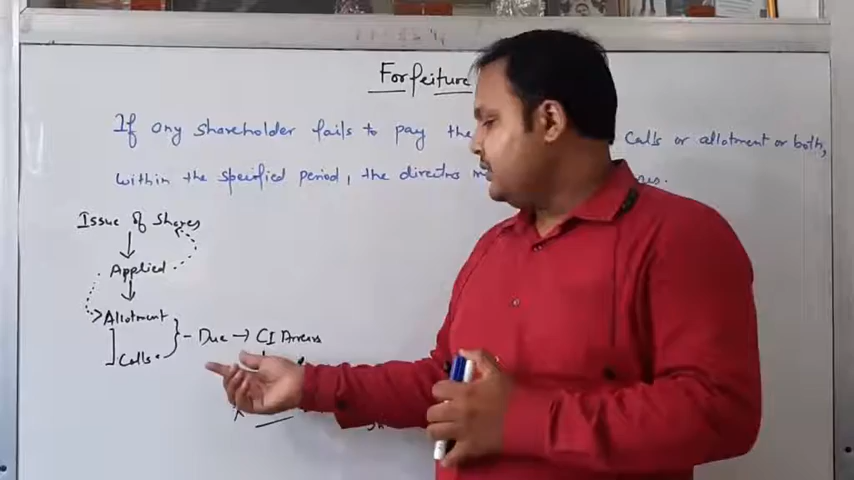 Forfeiture
If any shareholder fails to pay the calls or allotment or both,
within the specified period, the directors
Issue of Shares
Applied
Allotment
Due → CI Arrears
Calls